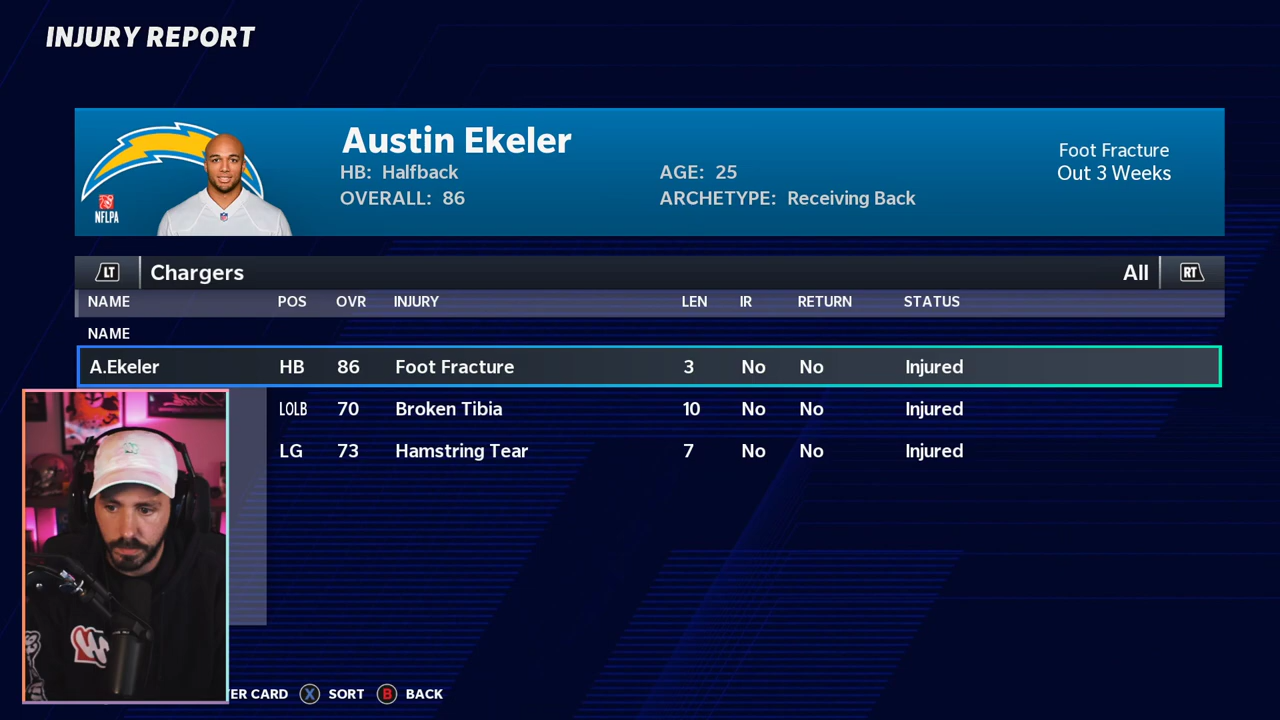 INJURY REPORT
Austin Ekeler
HB: Halfback
AGE: 25
OVERALL: 86
ARCHETYPE: Receiving Back
Foot Fracture
Out 3 Weeks
NFLPA
LT Chargers All RT
NAME POS OVR INJURY LEN IR RETURN STATUS
NAME
A.Ekeler HB 86 Foot Fracture 3 No No Injured
LOLB 70 Broken Tibia 10 No No Injured
LG 73 Hamstring Tear 7 No No Injured
CARD X SORT B BACK